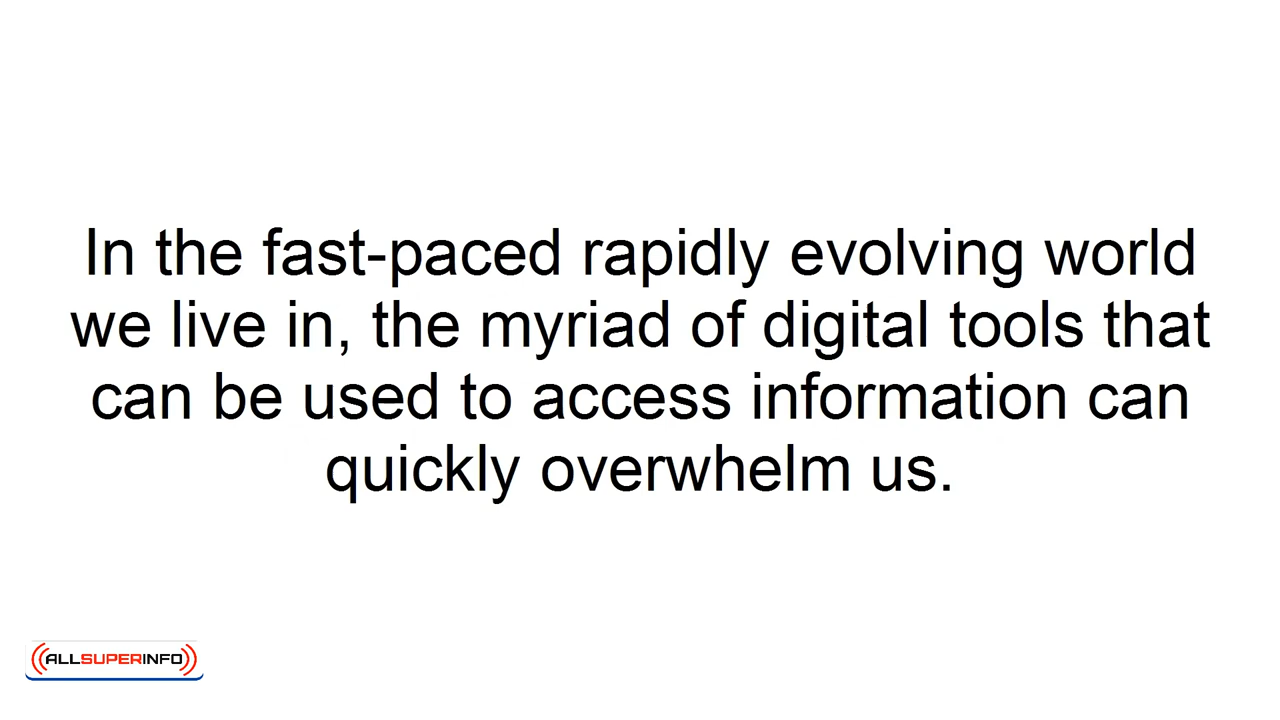 In the fast-paced rapidly evolving world
we live in, the myriad of digital tools that
can be used to access information can
quickly overwhelm us.
ALLSUPERINFO